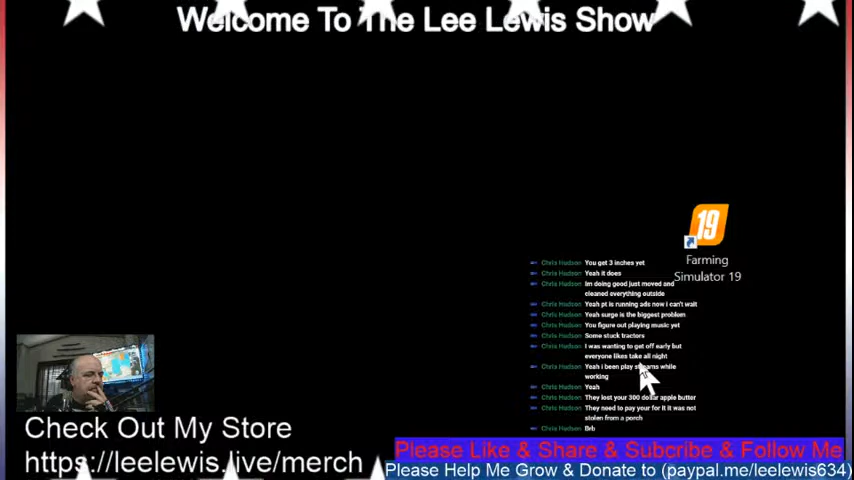 Welcome To The Lee Lewis Show
19
Farming
Simulator 19
Chris Hudson You get 3 inches yet
Chris Hudson Yeah it does
Chris Hudson Im doing good just moved and
cleaned everything outside
Chris Hudson Yeah pt is running ads now i can't wait
Chris Hudson Yeah surge is the biggest problem
Chris Hudson You figure out playing music yet
Chris Hudson Some stuck tractors
Chris Hudson I was wanting to get off early but
everyone likes take all night
Chris Hudson Yeah i been play while
working
Chris Hudson Yeah
Chris Hudson They lost your 300 dollar apple butter
Chris Hudson They need to pay your for it it was not
stolen from a porch
Chris Hudson Brb
Check Out My Store
https://leelewis.live/merch
Please Like & Share & Subcribe & Follow Me
Please Help Me Grow & Donate to (paypal.me/leelewis634)